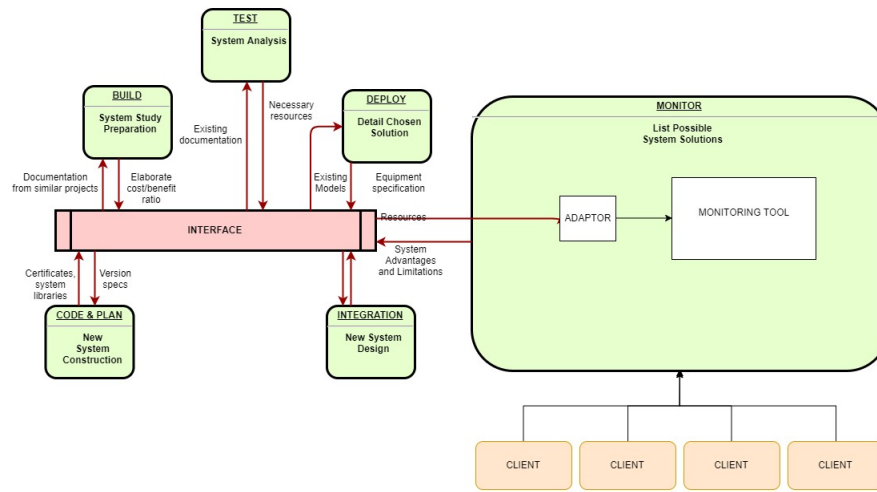 TEST
System Analysis
BUILD
System Study
Preparation
DEPLOY
Detail Chosen
Solution
MONITOR
List Possible
System Solutions
Existing
documentation
Necessary
resources
Documentation
from similar projects
Elaborate
cost/benefit
ratio
Existing
Models
Equipment
specification
ADAPTOR
MONITORING TOOL
INTERFACE
Resources
System
Advantages
and Limitations
Certificates,
system
libraries
Version
specs
CODE & PLAN
New
System
Construction
INTEGRATION
New System
Design
CLIENT
CLIENT
CLIENT
CLIENT